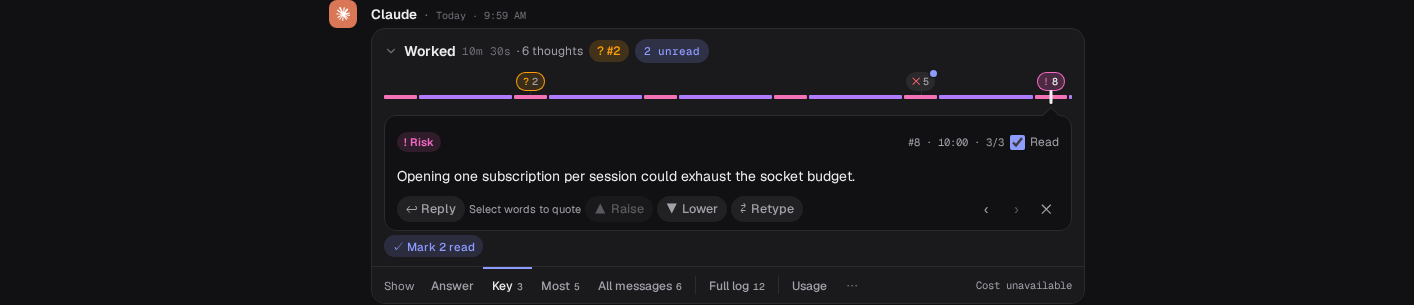 Claude · Today · 9:59 AM
Worked 10m 30s · 6 thoughts ? #2 2 unread
? 2 ✕ 5 ! 8
! Risk #8 · 10:00 · 3/3 Read
Opening one subscription per session could exhaust the socket budget.
↩ Reply Select words to quote ▲ Raise ▼ Lower ⇄ Retype ‹ › ✕
✓ Mark 2 read
Show Answer Key 3 Most 5 All messages 6 Full log 12 Usage ··· Cost unavailable